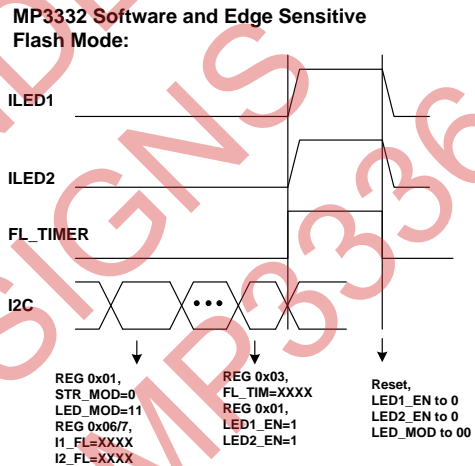 MP3332 Software and Edge Sensitive
Flash Mode:
ILED1
ILED2
FL_TIMER
I2C
REG 0x01,
STR_MOD=0
LED_MOD=11
REG 0x06/7,
I1_FL=XXXX
I2_FL=XXXX
REG 0x03,
FL_TIM=XXXX
REG 0x01,
LED1_EN=1
LED2_EN=1
Reset,
LED1_EN to 0
LED2_EN to 0
LED_MOD to 00
SIGNS
MP3336